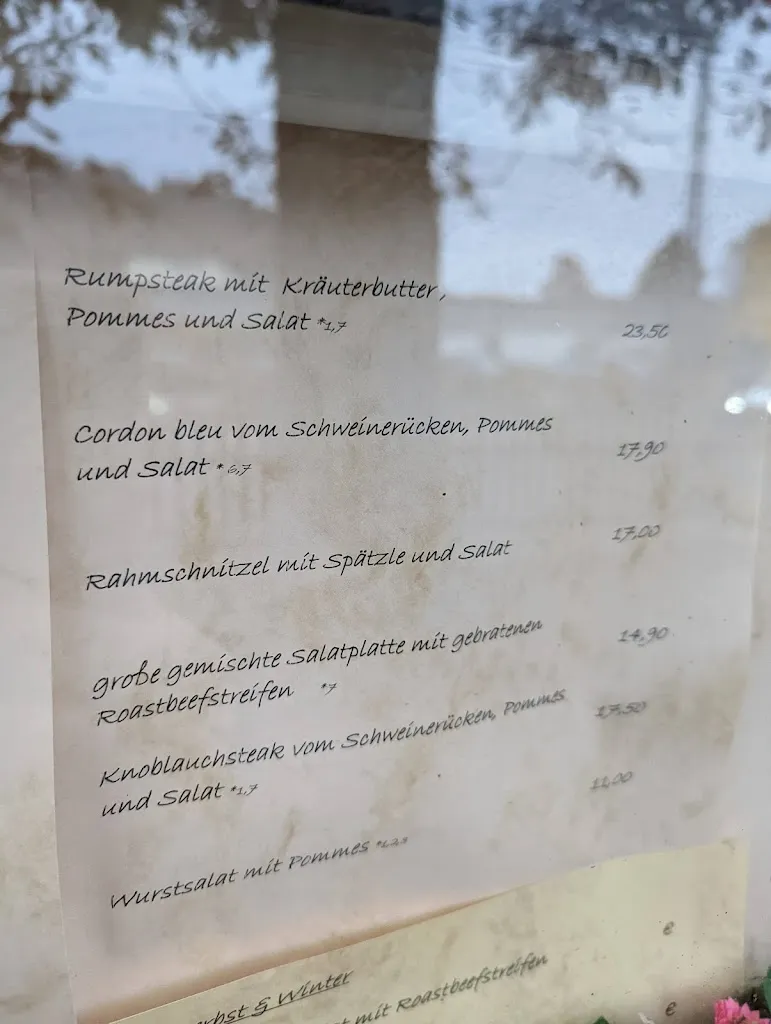 Rumpsteak mit Kräuterbutter,
Pommes und Salat *1,7 23,50
Cordon bleu vom Schweinerücken, Pommes
und Salat *6,7 17,90
Rahmschnitzel mit Spätzle und Salat 17,00
große gemischte Salatplatte mit gebratenen 14,90
Roastbeefstreifen *7
Knoblauchsteak vom Schweinerücken, Pommes 17,50
und Salat *1,7
Wurstsalat mit Pommes 11,00
& Winter €
mit Roastbeefstreifen €